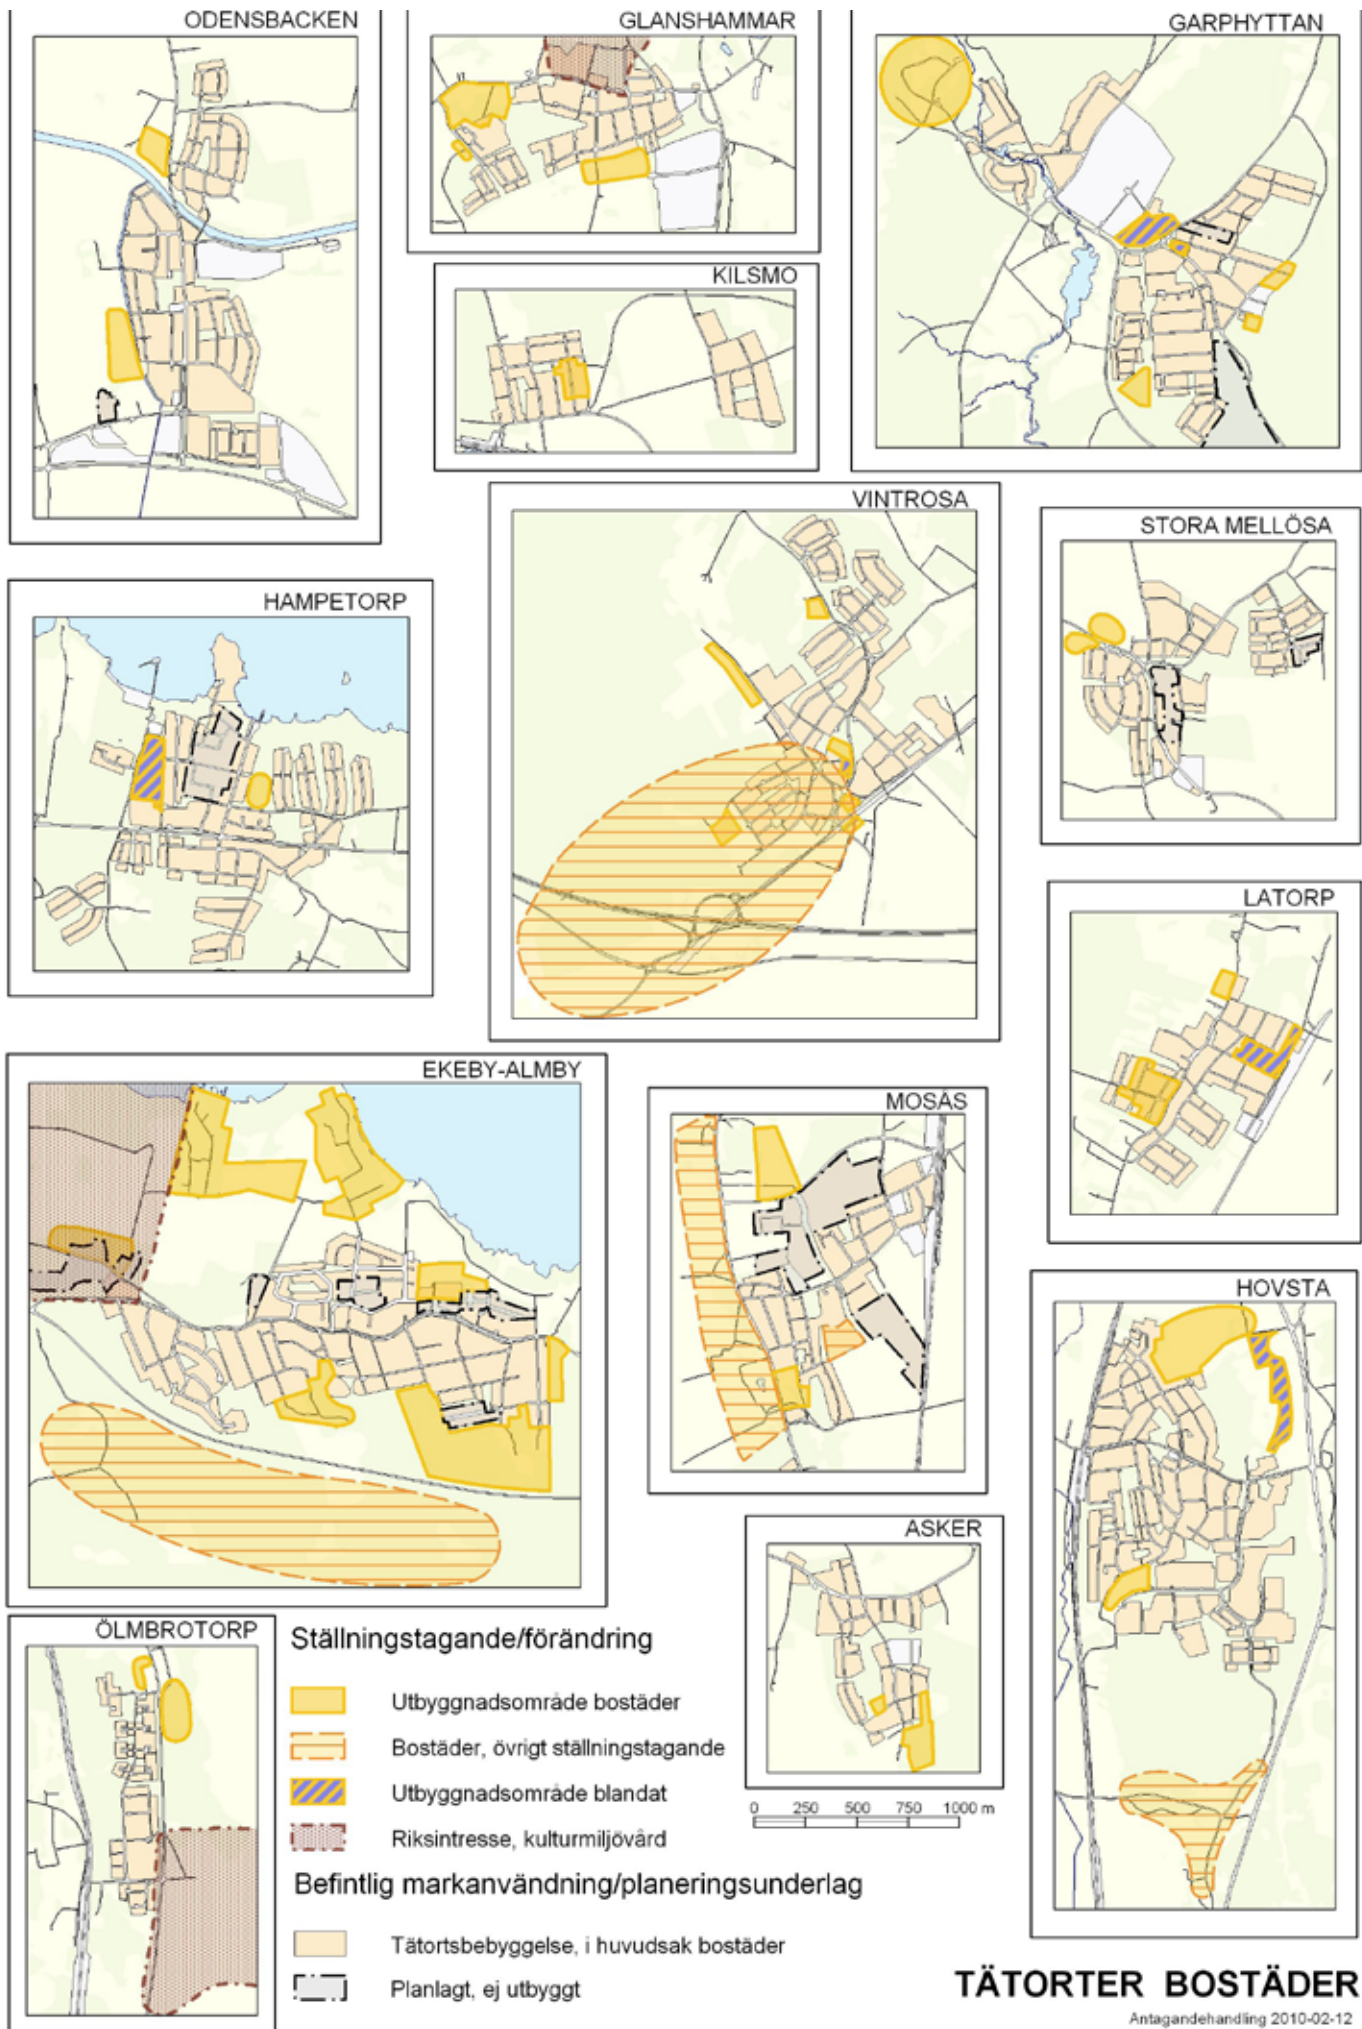 ODENSBACKEN
GLANSHAMMAR
GARPHYTTAN
KILSMO
VINTROSA
STORA MELLÖSA
HAMPETORP
LATORP
EKEBY-ALMBY
MOSÅS
HOVSTA
ASKER
ÖLMBROTORP
Ställningstagande/förändring
Utbyggnadsområde bostäder
Bostäder, övrigt ställningstagande
Utbyggnadsområde blandat
Riksintresse, kulturmiljövård
Befintlig markanvändning/planeringsunderlag
Tätortsbebyggelse, i huvudsak bostäder
Planlagt, ej utbyggt
0 250 500 750 1000 m
TÄTORTER BOSTÄDER
Antagandehandling 2010-02-12